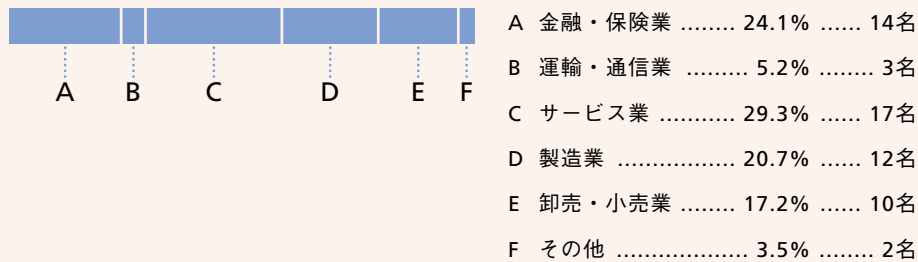 A B C D E F
A 金融・保険業 ........ 24.1% ...... 14名
B 運輸・通信業 ......... 5.2% ........ 3名
C サービス業 ........... 29.3% ...... 17名
D 製造業 ................. 20.7% ...... 12名
E 卸売・小売業 ........ 17.2% ...... 10名
F その他 .................. 3.5% ........ 2名